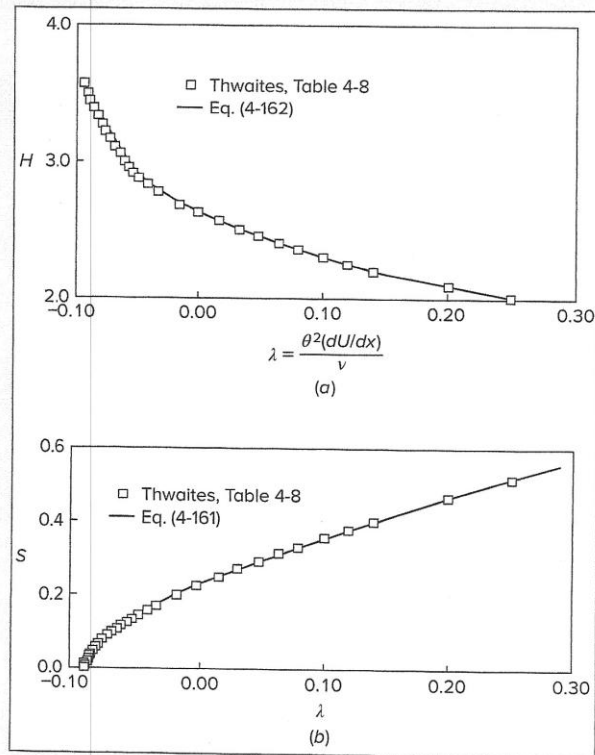 4.0
Thwaites, Table 4-8
Eq. (4-162)
H 3.0
2.0
−0.10 0.00 0.10 0.20 0.30
λ = θ²(dU/dx)
ν
(a)
0.6
Thwaites, Table 4-8
Eq. (4-161)
0.4
S
0.2
0.0
−0.10 0.00 0.10 0.20 0.30
λ
(b)